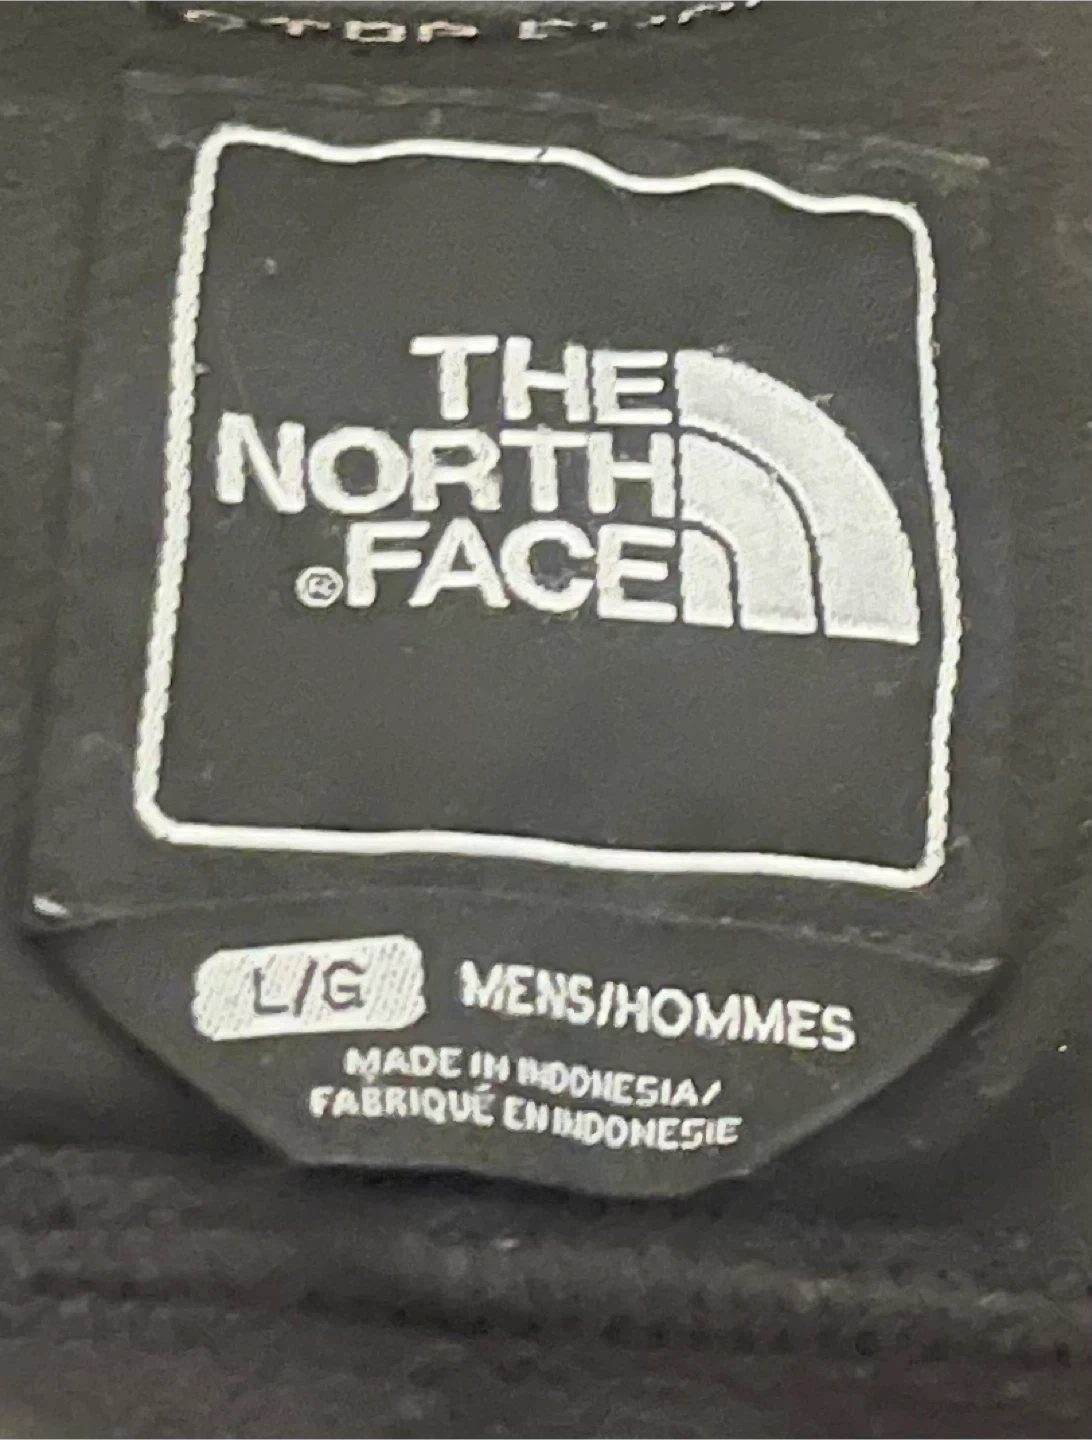 THE
NORTH
FACE
®
L/G MENS/HOMMES
MADE IN INDONESIA/
FABRIQUÉ EN INDONESIE